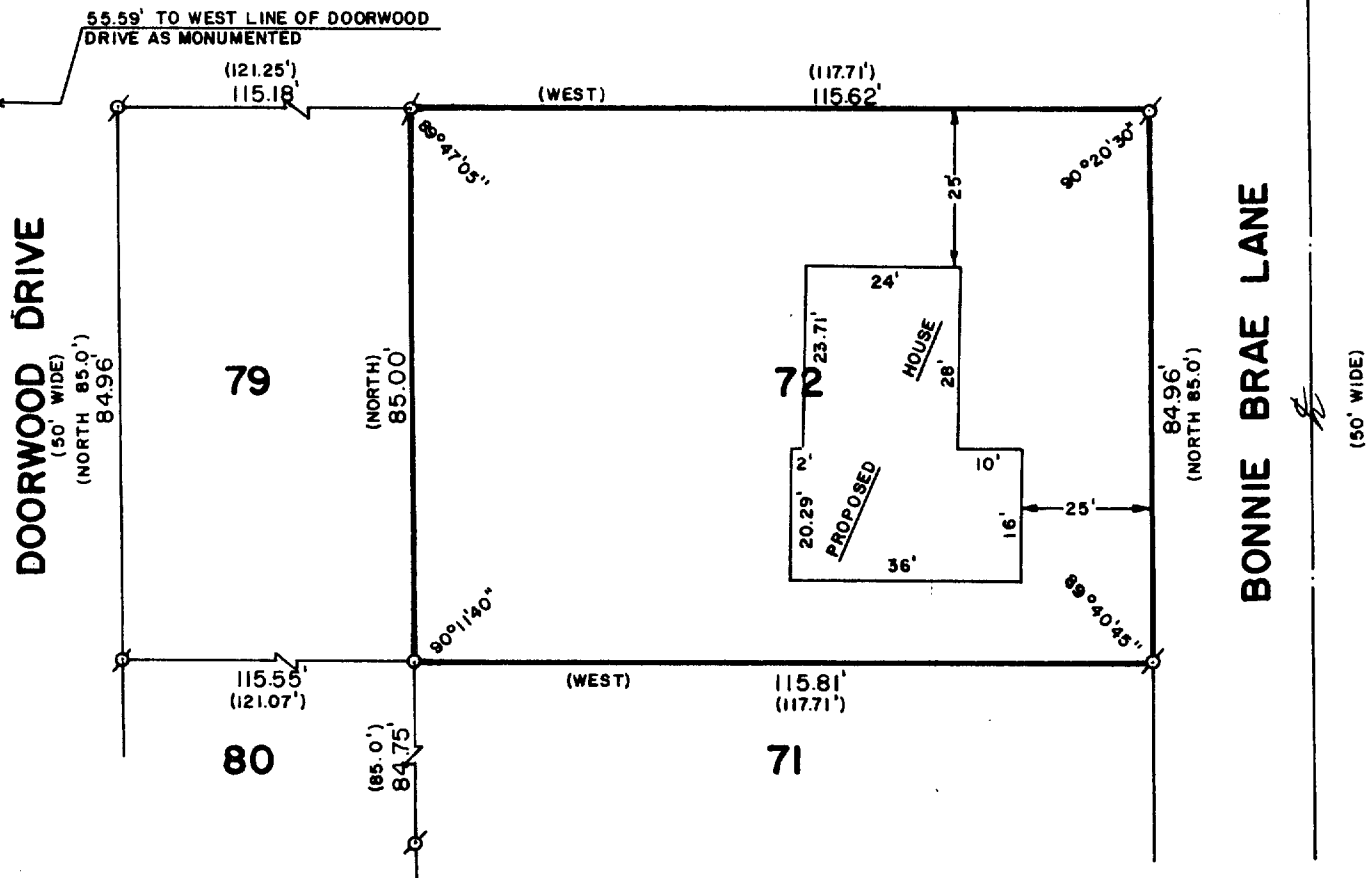 55.59' TO WEST LINE OF DOORWOOD
DRIVE AS MONUMENTED
(121.25')
115.18'
(WEST)
(117.71')
115.62'
89°47'05"
90°20'30"
25'
DOORWOOD DRIVE
(50' WIDE)
(NORTH 85.0')
84.96'
79
(NORTH)
85.00'
24'
23.71'
HOUSE
28'
72
2'
10'
20.29'
PROPOSED
16'
25'
36'
84.96'
(NORTH 85.0')
BONNIE BRAE LANE
(50' WIDE)
90°11'40"
89°40'45"
115.55'
(121.07')
(WEST)
115.81'
(117.71')
80
(85.0')
84.75'
71